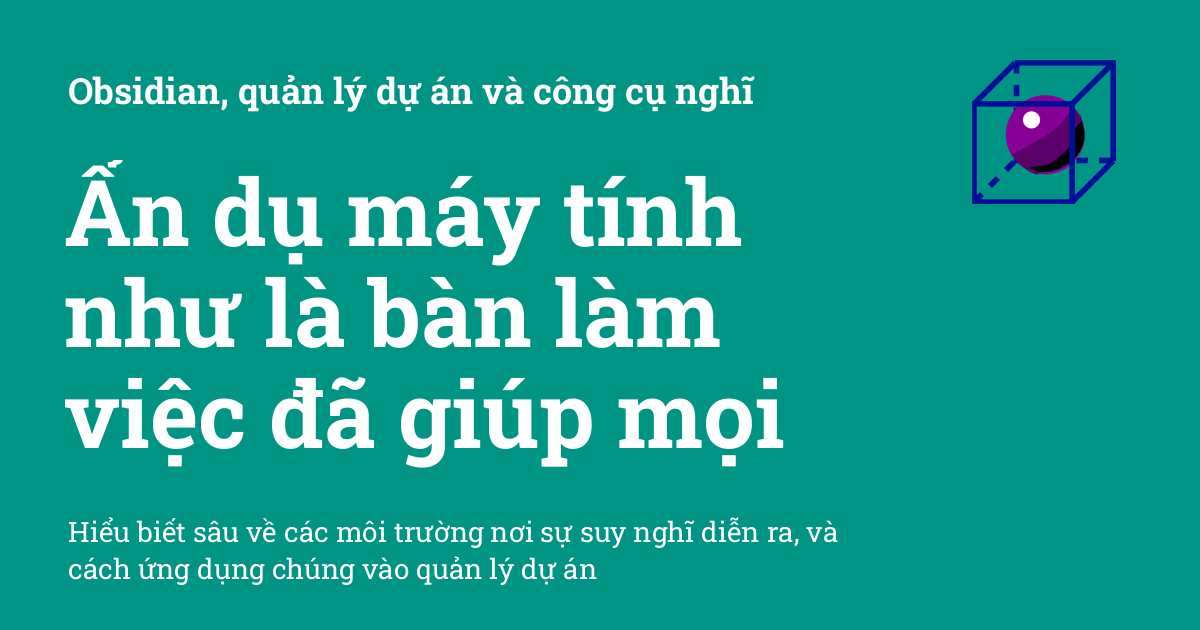 Obsidian, quản lý dự án và công cụ nghĩ
Ẩn dụ máy tính
như là bàn làm
việc đã giúp mọi
Hiểu biết sâu về các môi trường nơi sự suy nghĩ diễn ra, và
cách ứng dụng chúng vào quản lý dự án